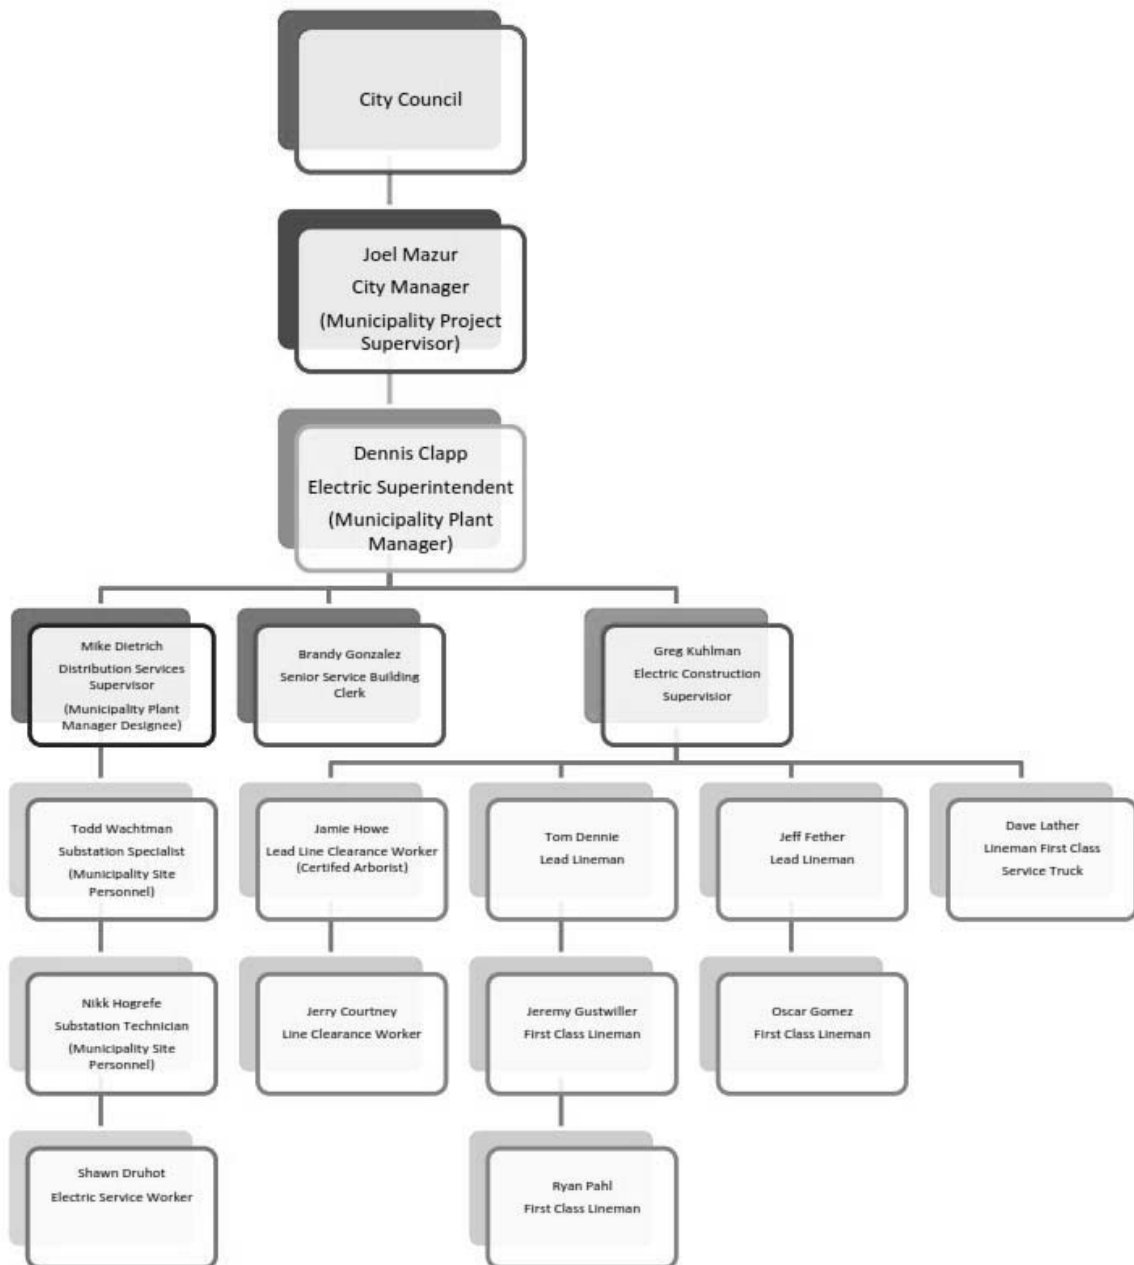 City Council
Joel Mazur
City Manager
(Municipality Project
Supervisor)
Dennis Clapp
Electric Superintendent
(Municipality Plant
Manager)
Mike Dietrich
Distribution Services
Supervisor
(Municipality Plant
Manager Designee)
Brandy Gonzalez
Senior Service Building
Clerk
Greg Kuhlman
Electric Construction
Supervisior
Todd Wachtman
Substation Specialist
(Municipality Site
Personnel)
Jamie Howe
Lead Line Clearance Worker
(Certifed Arborist)
Tom Dennie
Lead Lineman
Jeff Fether
Lead Lineman
Dave Lather
Lineman First Class
Service Truck
Nikk Hogrefe
Substation Technician
(Municipality Site
Personnel)
Jerry Courtney
Line Clearance Worker
Jeremy Gustwiller
First Class Lineman
Oscar Gomez
First Class Lineman
Shawn Druhot
Electric Service Worker
Ryan Pahl
First Class Lineman